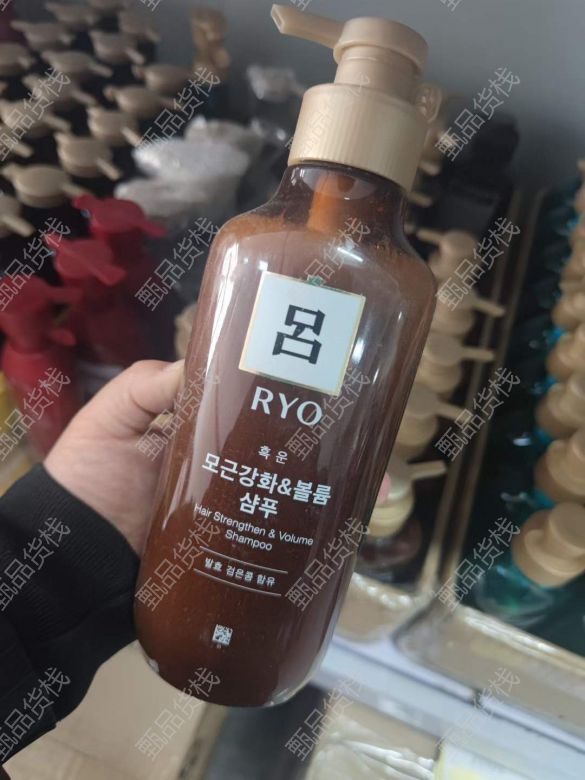 呂
RYO
흑운
모근강화&볼륨
샴푸
Hair Strengthen & Volume
Shampoo
발효 검은콩 함유
甄品货栈